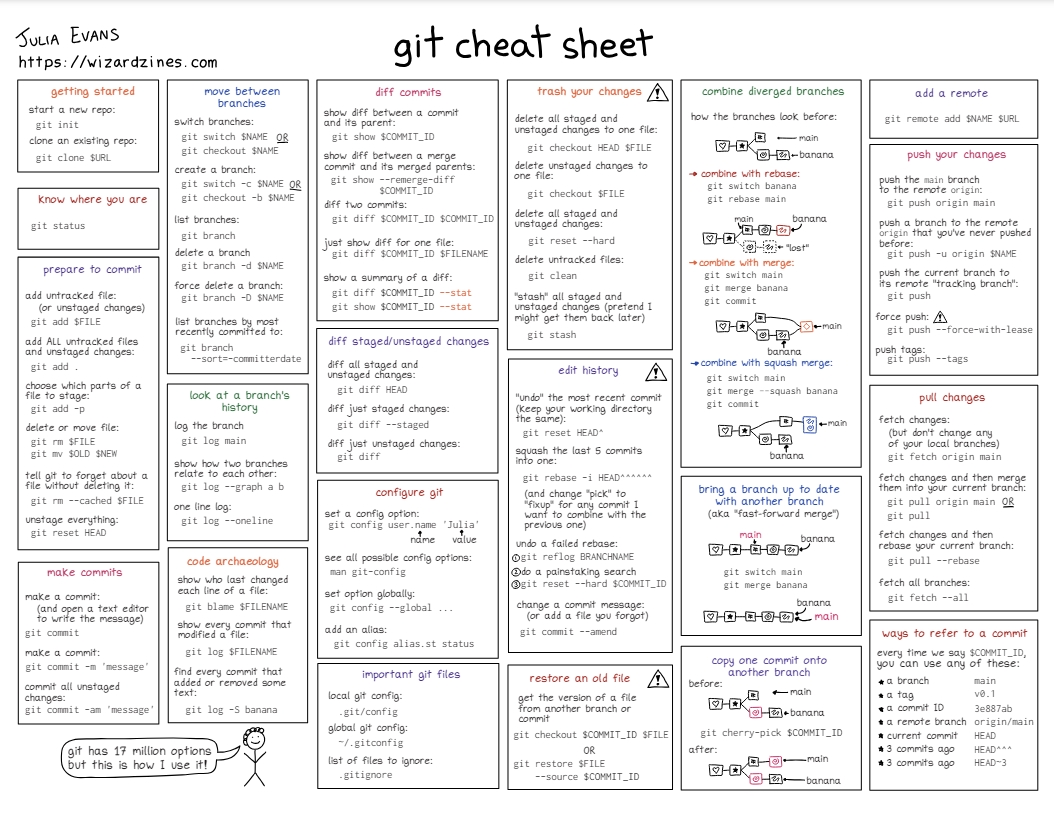 JULIA EVANS
https://wizardzines.com
git cheat sheet
getting started
start a new repo:
git init
clone an existing repo:
git clone $URL
know where you are
git status
prepare to commit
add untracked file:
(or unstaged changes)
git add $FILE
add ALL untracked files
and unstaged changes:
git add .
choose which parts of a
file to stage:
git add -p
delete or move file:
git rm $FILE
git mv $OLD $NEW
tell git to forget about a
file without deleting it:
git rm --cached $FILE
unstage everything:
git reset HEAD
make commits
make a commit:
(and open a text editor
to write the message)
git commit
make a commit:
git commit -m 'message'
commit all unstaged
changes:
git commit -am 'message'
move between
branches
switch branches:
git switch $NAME OR
git checkout $NAME
create a branch:
git switch -c $NAME OR
git checkout -b $NAME
list branches:
git branch
delete a branch
git branch -d $NAME
force delete a branch:
git branch -D $NAME
list branches by most
recently committed to:
git branch
--sort=-committerdate
look at a branch's
history
log the branch
git log main
show how two branches
relate to each other:
git log --graph a b
one line log:
git log --oneline
code archaeology
show who last changed
each line of a file:
git blame $FILENAME
show every commit that
modified a file:
git log $FILENAME
find every commit that
added or removed some
text:
git log -S banana
git has 17 million options
but this is how I use it!
diff commits
show diff between a commit
and its parent:
git show $COMMIT_ID
show diff between a merge
commit and its merged parents:
git show --remerge-diff
$COMMIT_ID
diff two commits:
git diff $COMMIT_ID $COMMIT_ID
just show diff for one file:
git diff $COMMIT_ID $FILENAME
show a summary of a diff:
git diff $COMMIT_ID --stat
git show $COMMIT_ID --stat
diff staged/unstaged changes
diff all staged and
unstaged changes:
git diff HEAD
diff just staged changes:
git diff --staged
diff just unstaged changes:
git diff
configure git
set a config option:
git config user.name 'Julia'
name value
see all possible config options:
man git-config
set option globally:
git config --global ...
add an alias:
git config alias.st status
important git files
local git config:
.git/config
global git config:
~/.gitconfig
list of files to ignore:
.gitignore
trash your changes
delete all staged and
unstaged changes to one file:
git checkout HEAD $FILE
delete unstaged changes to
one file:
git checkout $FILE
delete all staged and
unstaged changes:
git reset --hard
delete untracked files:
git clean
"stash" all staged and
unstaged changes (pretend I
might get them back later)
git stash
edit history
"undo" the most recent commit
(keep your working directory
the same):
git reset HEAD^
squash the last 5 commits
into one:
git rebase -i HEAD^^^^^^
(and change "pick" to
"fixup" for any commit I
want to combine with the
previous one)
undo a failed rebase:
① git reflog BRANCHNAME
② do a painstaking search
③ git reset --hard $COMMIT_ID
change a commit message:
(or add a file you forgot)
git commit --amend
restore an old file
get the version of a file
from another branch or
commit
git checkout $COMMIT_ID $FILE
OR
git restore $FILE
--source $COMMIT_ID
combine diverged branches
how the branches look before:
main
banana
combine with rebase:
git switch banana
git rebase main
main banana
"lost"
combine with merge:
git switch main
git merge banana
git commit
main
banana
combine with squash merge:
git switch main
git merge --squash banana
git commit
main
banana
bring a branch up to date
with another branch
(aka "fast-forward merge")
main
banana
git switch main
git merge banana
banana
main
copy one commit onto
another branch
before:
main
banana
git cherry-pick $COMMIT_ID
after:
main
banana
add a remote
git remote add $NAME $URL
push your changes
push the main branch
to the remote origin:
git push origin main
push a branch to the remote
origin that you've never pushed
before:
git push -u origin $NAME
push the current branch to
its remote "tracking branch":
git push
force push:
git push --force-with-lease
push tags:
git push --tags
pull changes
fetch changes:
(but don't change any
of your local branches)
git fetch origin main
fetch changes and then merge
them into your current branch:
git pull origin main OR
git pull
fetch changes and then
rebase your current branch:
git pull --rebase
fetch all branches:
git fetch --all
ways to refer to a commit
every time we say $COMMIT_ID,
you can use any of these:
a branch main
a tag v0.1
a commit ID 3e887ab
a remote branch origin/main
current commit HEAD
3 commits ago HEAD^^^
3 commits ago HEAD~3